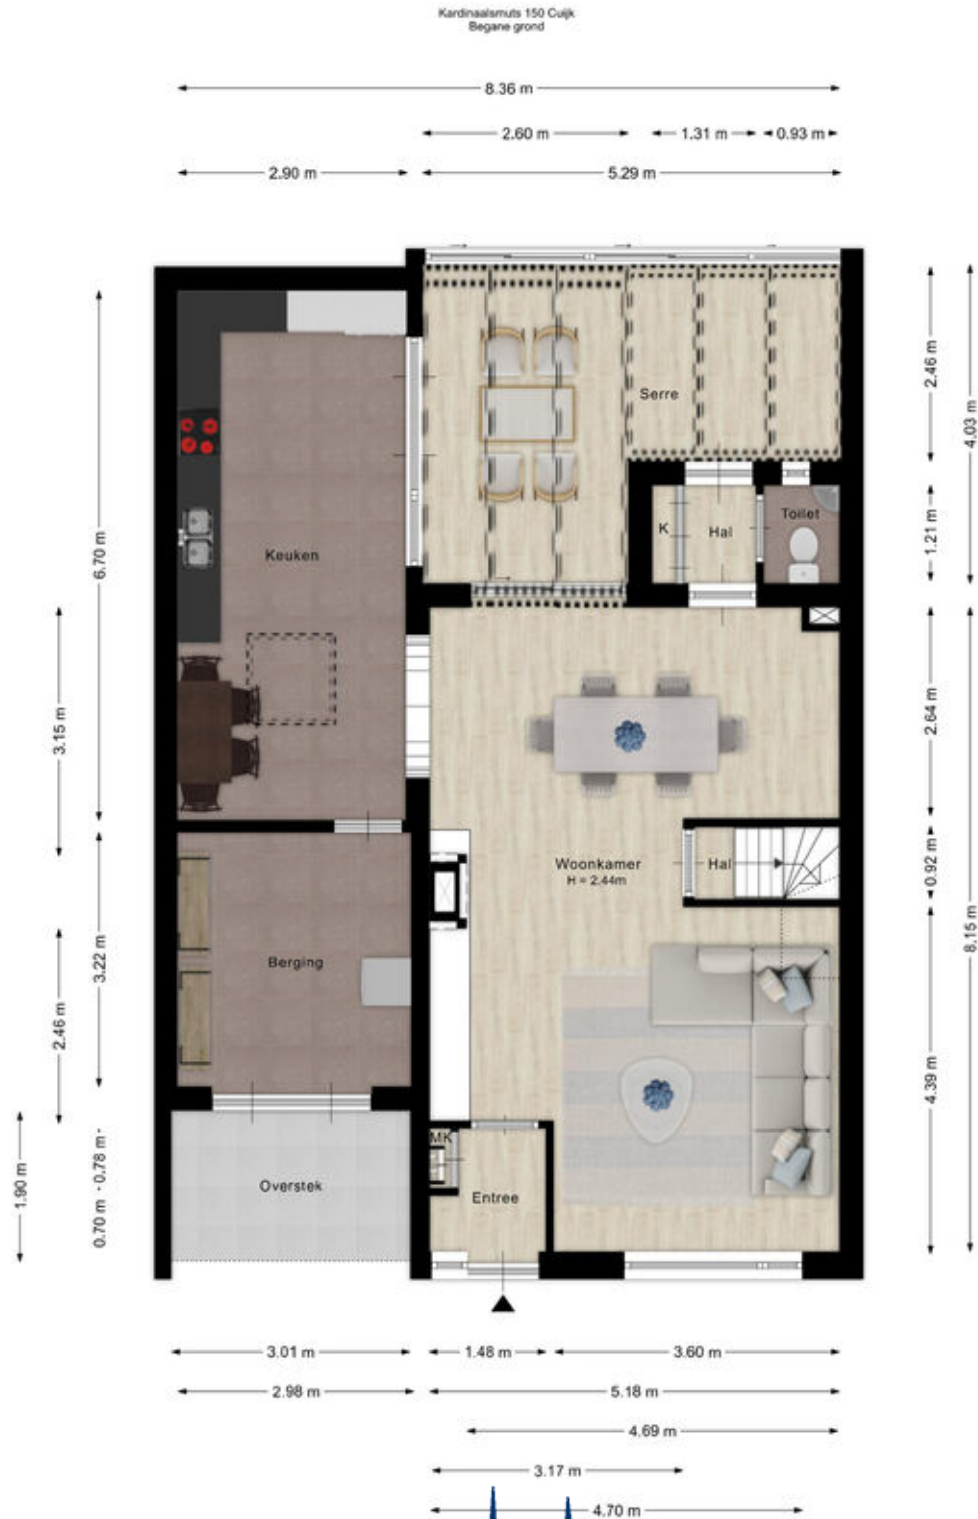 Kardinaalsmuts 150 Cuijk
Begane grond
8.36 m
2.60 m
1.31 m
0.93 m
2.90 m
5.29 m
2.46 m
4.03 m
Serre
K
Hal
Toilet
1.21 m
6.70 m
Keuken
3.15 m
2.64 m
Woonkamer
H = 2.44m
Hal
0.92 m
8.15 m
Berging
3.22 m
2.46 m
4.39 m
MK
Entree
Overstek
1.90 m
0.70 m
0.78 m
3.01 m
1.48 m
3.60 m
2.98 m
5.18 m
4.69 m
3.17 m
4.70 m